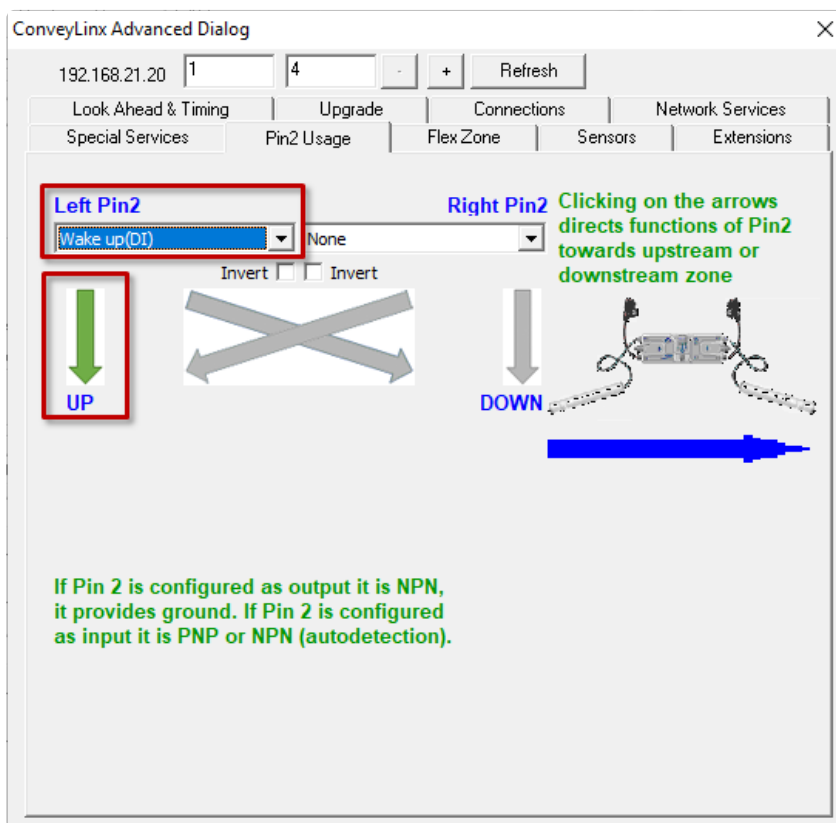 ConveyLinx Advanced Dialog
192.168.21.20 1 4 - + Refresh
Look Ahead & Timing Upgrade Connections Network Services
Special Services Pin2 Usage Flex Zone Sensors Extensions
Left Pin2 Right Pin2
Wake up(DI) None
Invert Invert
UP DOWN
Clicking on the arrows
directs functions of Pin2
towards upstream or
downstream zone
If Pin 2 is configured as output it is NPN,
it provides ground. If Pin 2 is configured
as input it is PNP or NPN (autodetection).